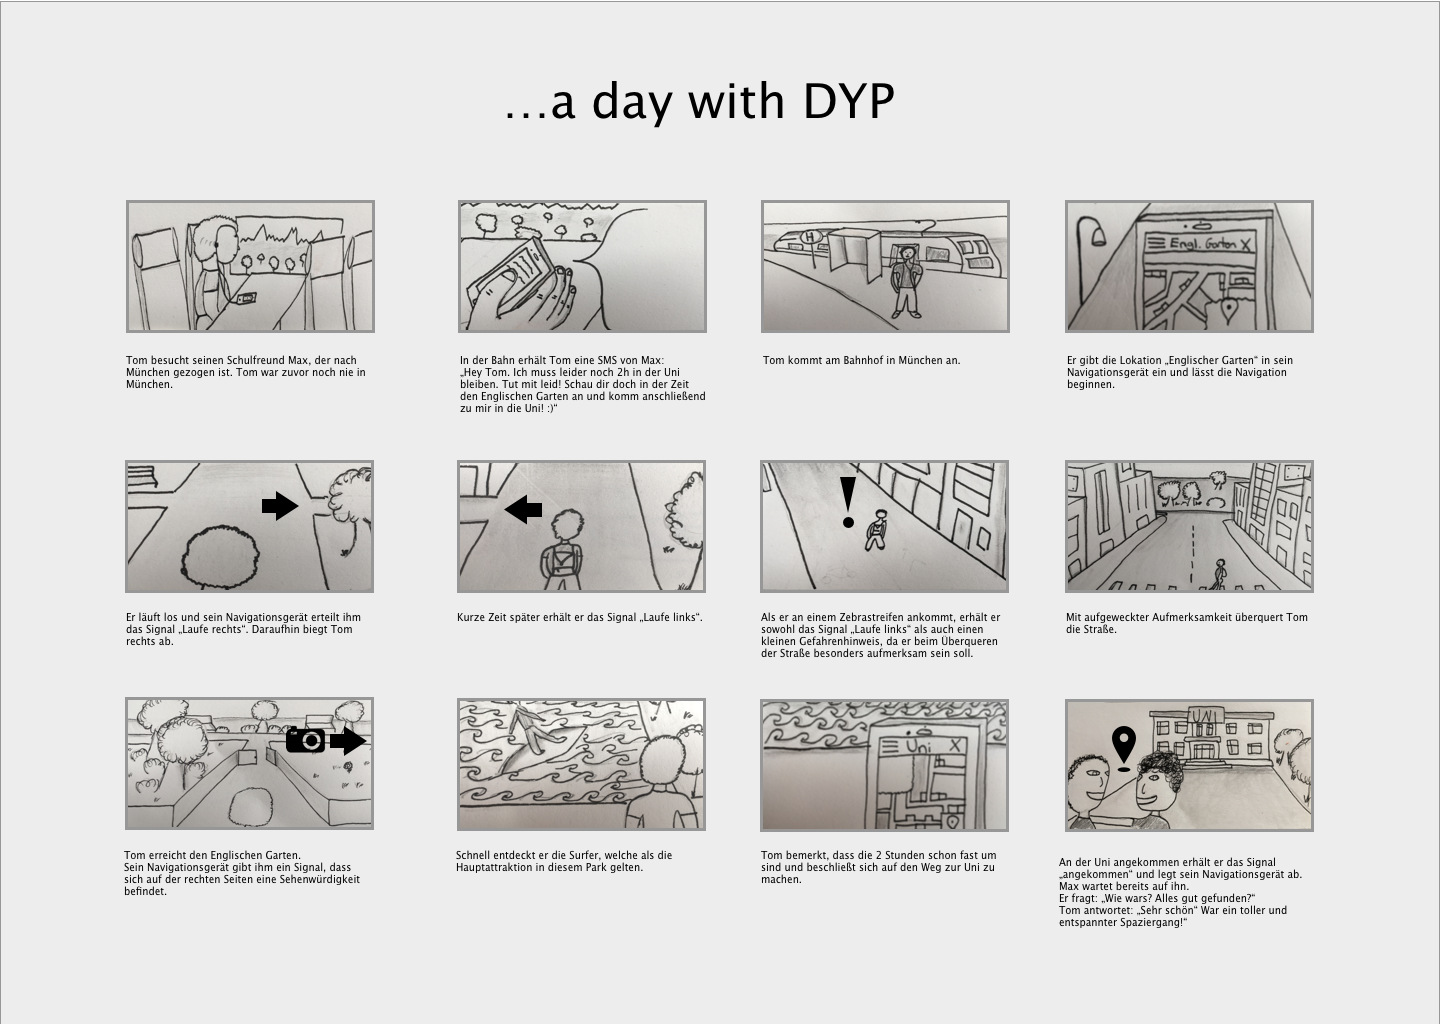 ...a day with DYP
H
Engl. Garten X
Tom besucht seinen Schulfreund Max, der nach
München gezogen ist. Tom war zuvor noch nie in
München.
In der Bahn erhält Tom eine SMS von Max:
„Hey Tom. Ich muss leider noch 2h in der Uni
bleiben. Tut mit leid! Schau dir doch in der Zeit
den Englischen Garten an und komm anschließend
zu mir in die Uni! :)“
Tom kommt am Bahnhof in München an.
Er gibt die Lokation „Englischer Garten“ in sein
Navigationsgerät ein und lässt die Navigation
beginnen.
Er läuft los und sein Navigationsgerät erteilt ihm
das Signal „Laufe rechts“. Daraufhin biegt Tom
rechts ab.
Kurze Zeit später erhält er das Signal „Laufe links“.
Als er an einem Zebrastreifen ankommt, erhält er
sowohl das Signal „Laufe links“ als auch einen
kleinen Gefahrenhinweis, da er beim Überqueren
der Straße besonders aufmerksam sein soll.
Mit aufgeweckter Aufmerksamkeit überquert Tom
die Straße.
Uni X
UNI
Tom erreicht den Englischen Garten.
Sein Navigationsgerät gibt ihm ein Signal, dass
sich auf der rechten Seiten eine Sehenwürdigkeit
befindet.
Schnell entdeckt er die Surfer, welche als die
Hauptattraktion in diesem Park gelten.
Tom bemerkt, dass die 2 Stunden schon fast um
sind und beschließt sich auf den Weg zur Uni zu
machen.
An der Uni angekommen erhält er das Signal
„angekommen“ und legt sein Navigationsgerät ab.
Max wartet bereits auf ihn.
Er fragt: „Wie wars? Alles gut gefunden?“
Tom antwortet: „Sehr schön“ War ein toller und
entspannter Spaziergang!“